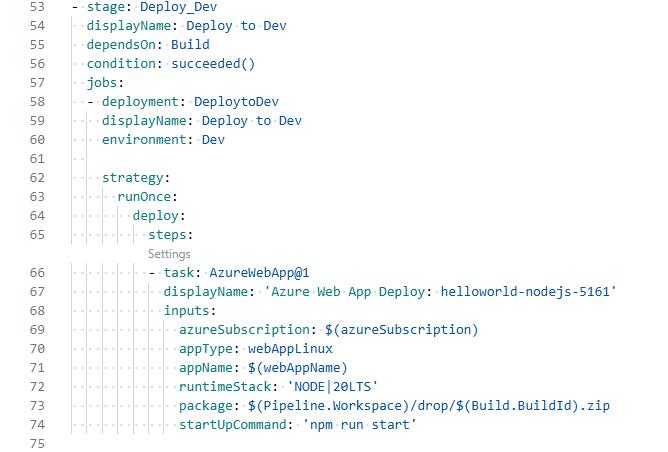 53 - stage: Deploy_Dev
54 displayName: Deploy to Dev
55 dependsOn: Build
56 condition: succeeded()
57 jobs:
58 - deployment: DeploytoDev
59 displayName: Deploy to Dev
60 environment: Dev
61
62 strategy:
63 runOnce:
64 deploy:
65 steps:
Settings
66 - task: AzureWebApp@1
67 displayName: 'Azure Web App Deploy: helloworld-nodejs-5161'
68 inputs:
69 azureSubscription: $(azureSubscription)
70 appType: webAppLinux
71 appName: $(webAppName)
72 runtimeStack: 'NODE|20LTS'
73 package: $(Pipeline.Workspace)/drop/$(Build.BuildId).zip
74 startUpCommand: 'npm run start'
75